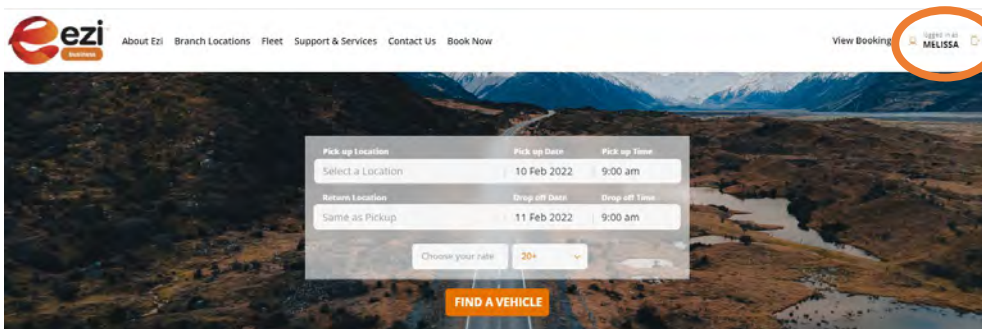 ezi
business
About Ezi Branch Locations Fleet Support & Services Contact Us Book Now
View Booking
logged in as
MELISSA
Pick up Location Pick up Date Pick up Time
Select a Location 10 Feb 2022 9:00 am
Return Location Drop off Date Drop off Time
Same as Pickup 11 Feb 2022 9:00 am
Choose your rate 20+
FIND A VEHICLE